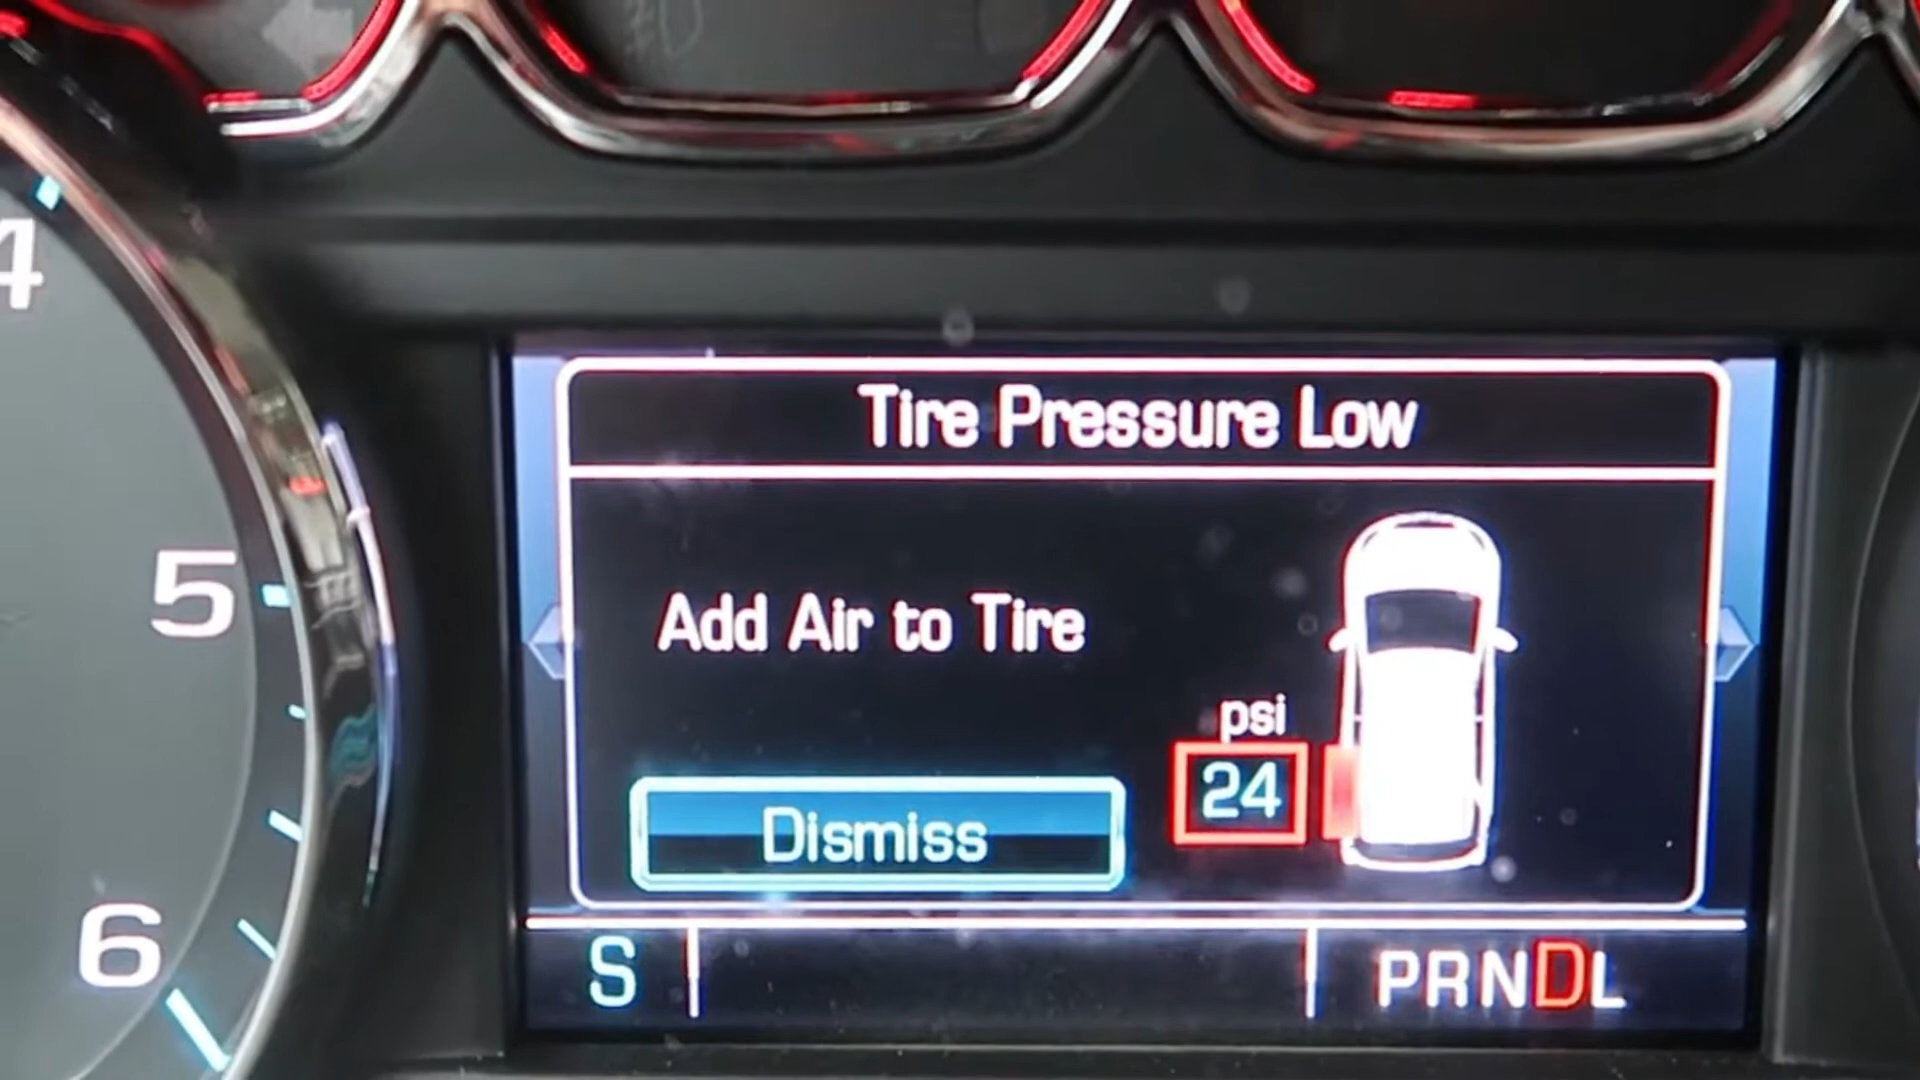 4
Tire Pressure Low
5
Add Air to Tire
psi
24
Dismiss
6
S
PRNDL